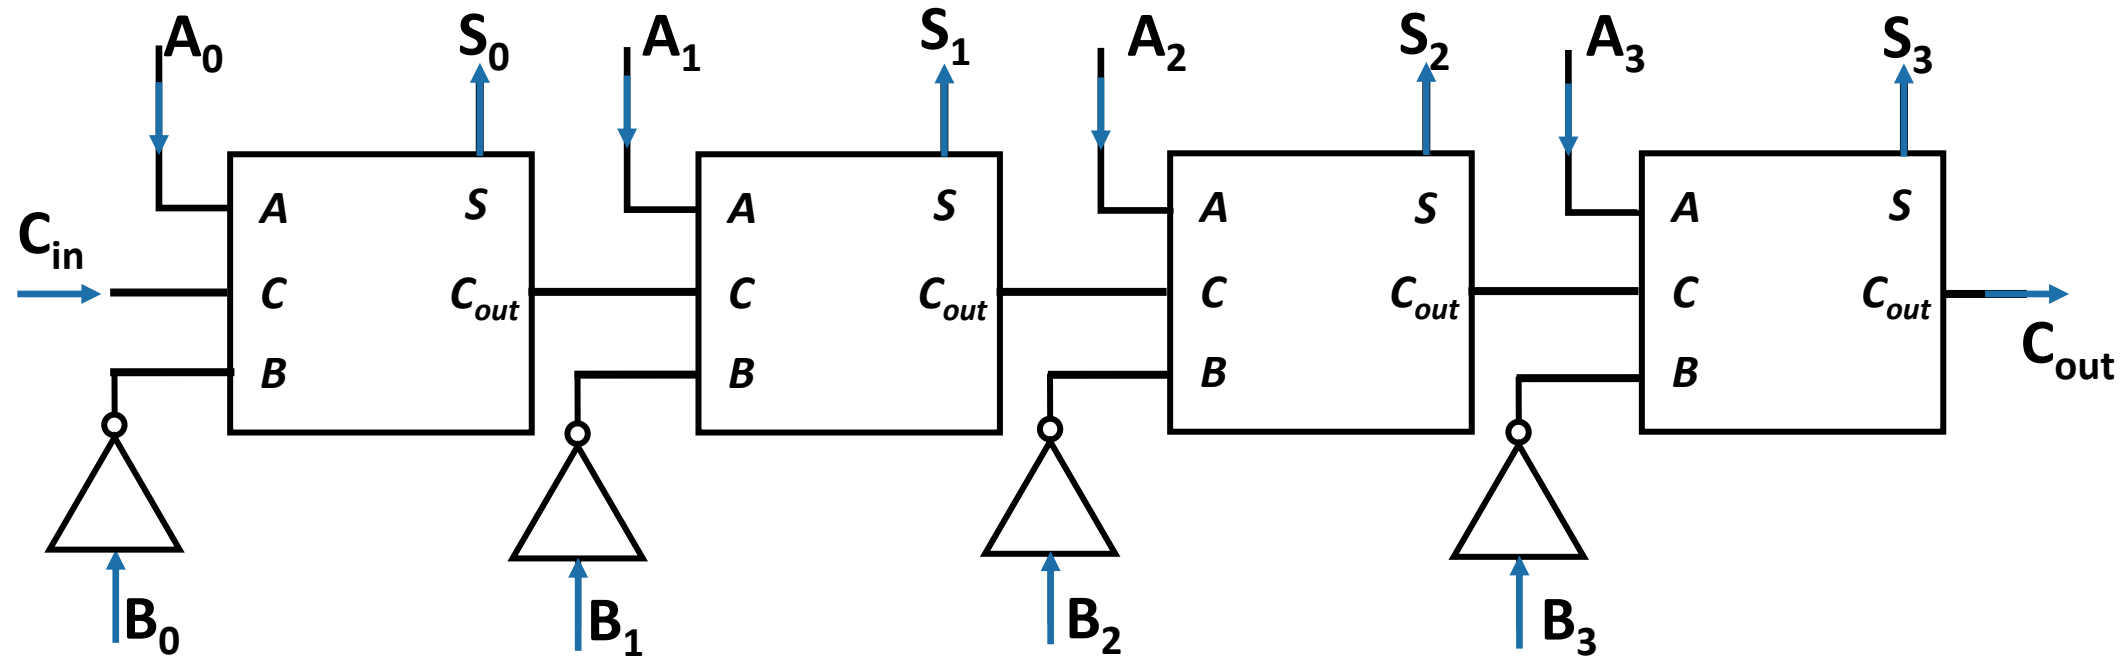 A0 S0 A1 S1 A2 S2 A3 S3
A S A S A S A S
Cin C Cout C Cout C Cout C Cout Cout
B B B B
B0 B1 B2 B3